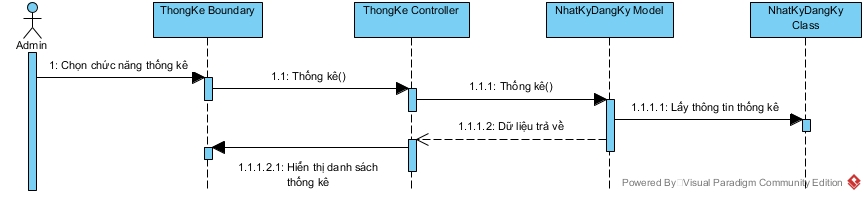 ThongKe Boundary
ThongKe Controller
NhatKyDangKy Model
NhatKyDangKy
Class
Admin
1: Chọn chức năng thống kê
1.1: Thống kê()
1.1.1: Thống kê()
1.1.1.1: Lấy thông tin thống kê
1.1.1.2: Dữ liệu trả về
1.1.1.2.1: Hiển thị danh sách
thống kê
Powered By Visual Paradigm Community Edition